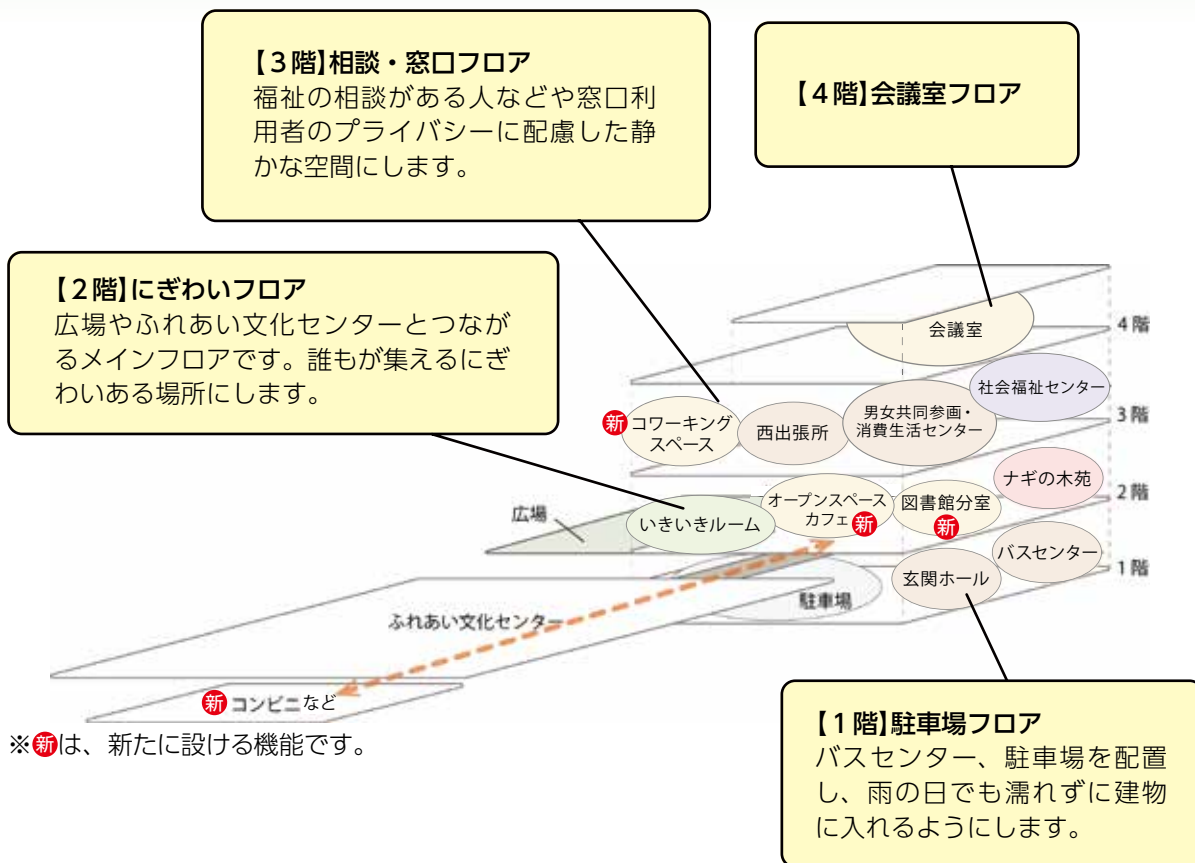 【3階】相談・窓口フロア
福祉の相談がある人などや窓口利
用者のプライバシーに配慮した静
かな空間にします。
【4階】会議室フロア
【2階】にぎわいフロア
広場やふれあい文化センターとつなが
るメインフロアです。誰もが集えるにぎ
わいある場所にします。
会議室
4階
社会福祉センター
新 コワーキング
スペース
西出張所
男女共同参画・
消費生活センター
3階
ナギの木苑
2階
広場
いきいきルーム
オープンスペース
カフェ 新
図書館分室
新
バスセンター
1階
玄関ホール
駐車場
ふれあい文化センター
新 コンビニなど
※新は、新たに設ける機能です。
【1階】駐車場フロア
バスセンター、駐車場を配置
し、雨の日でも濡れずに建物
に入れるようにします。